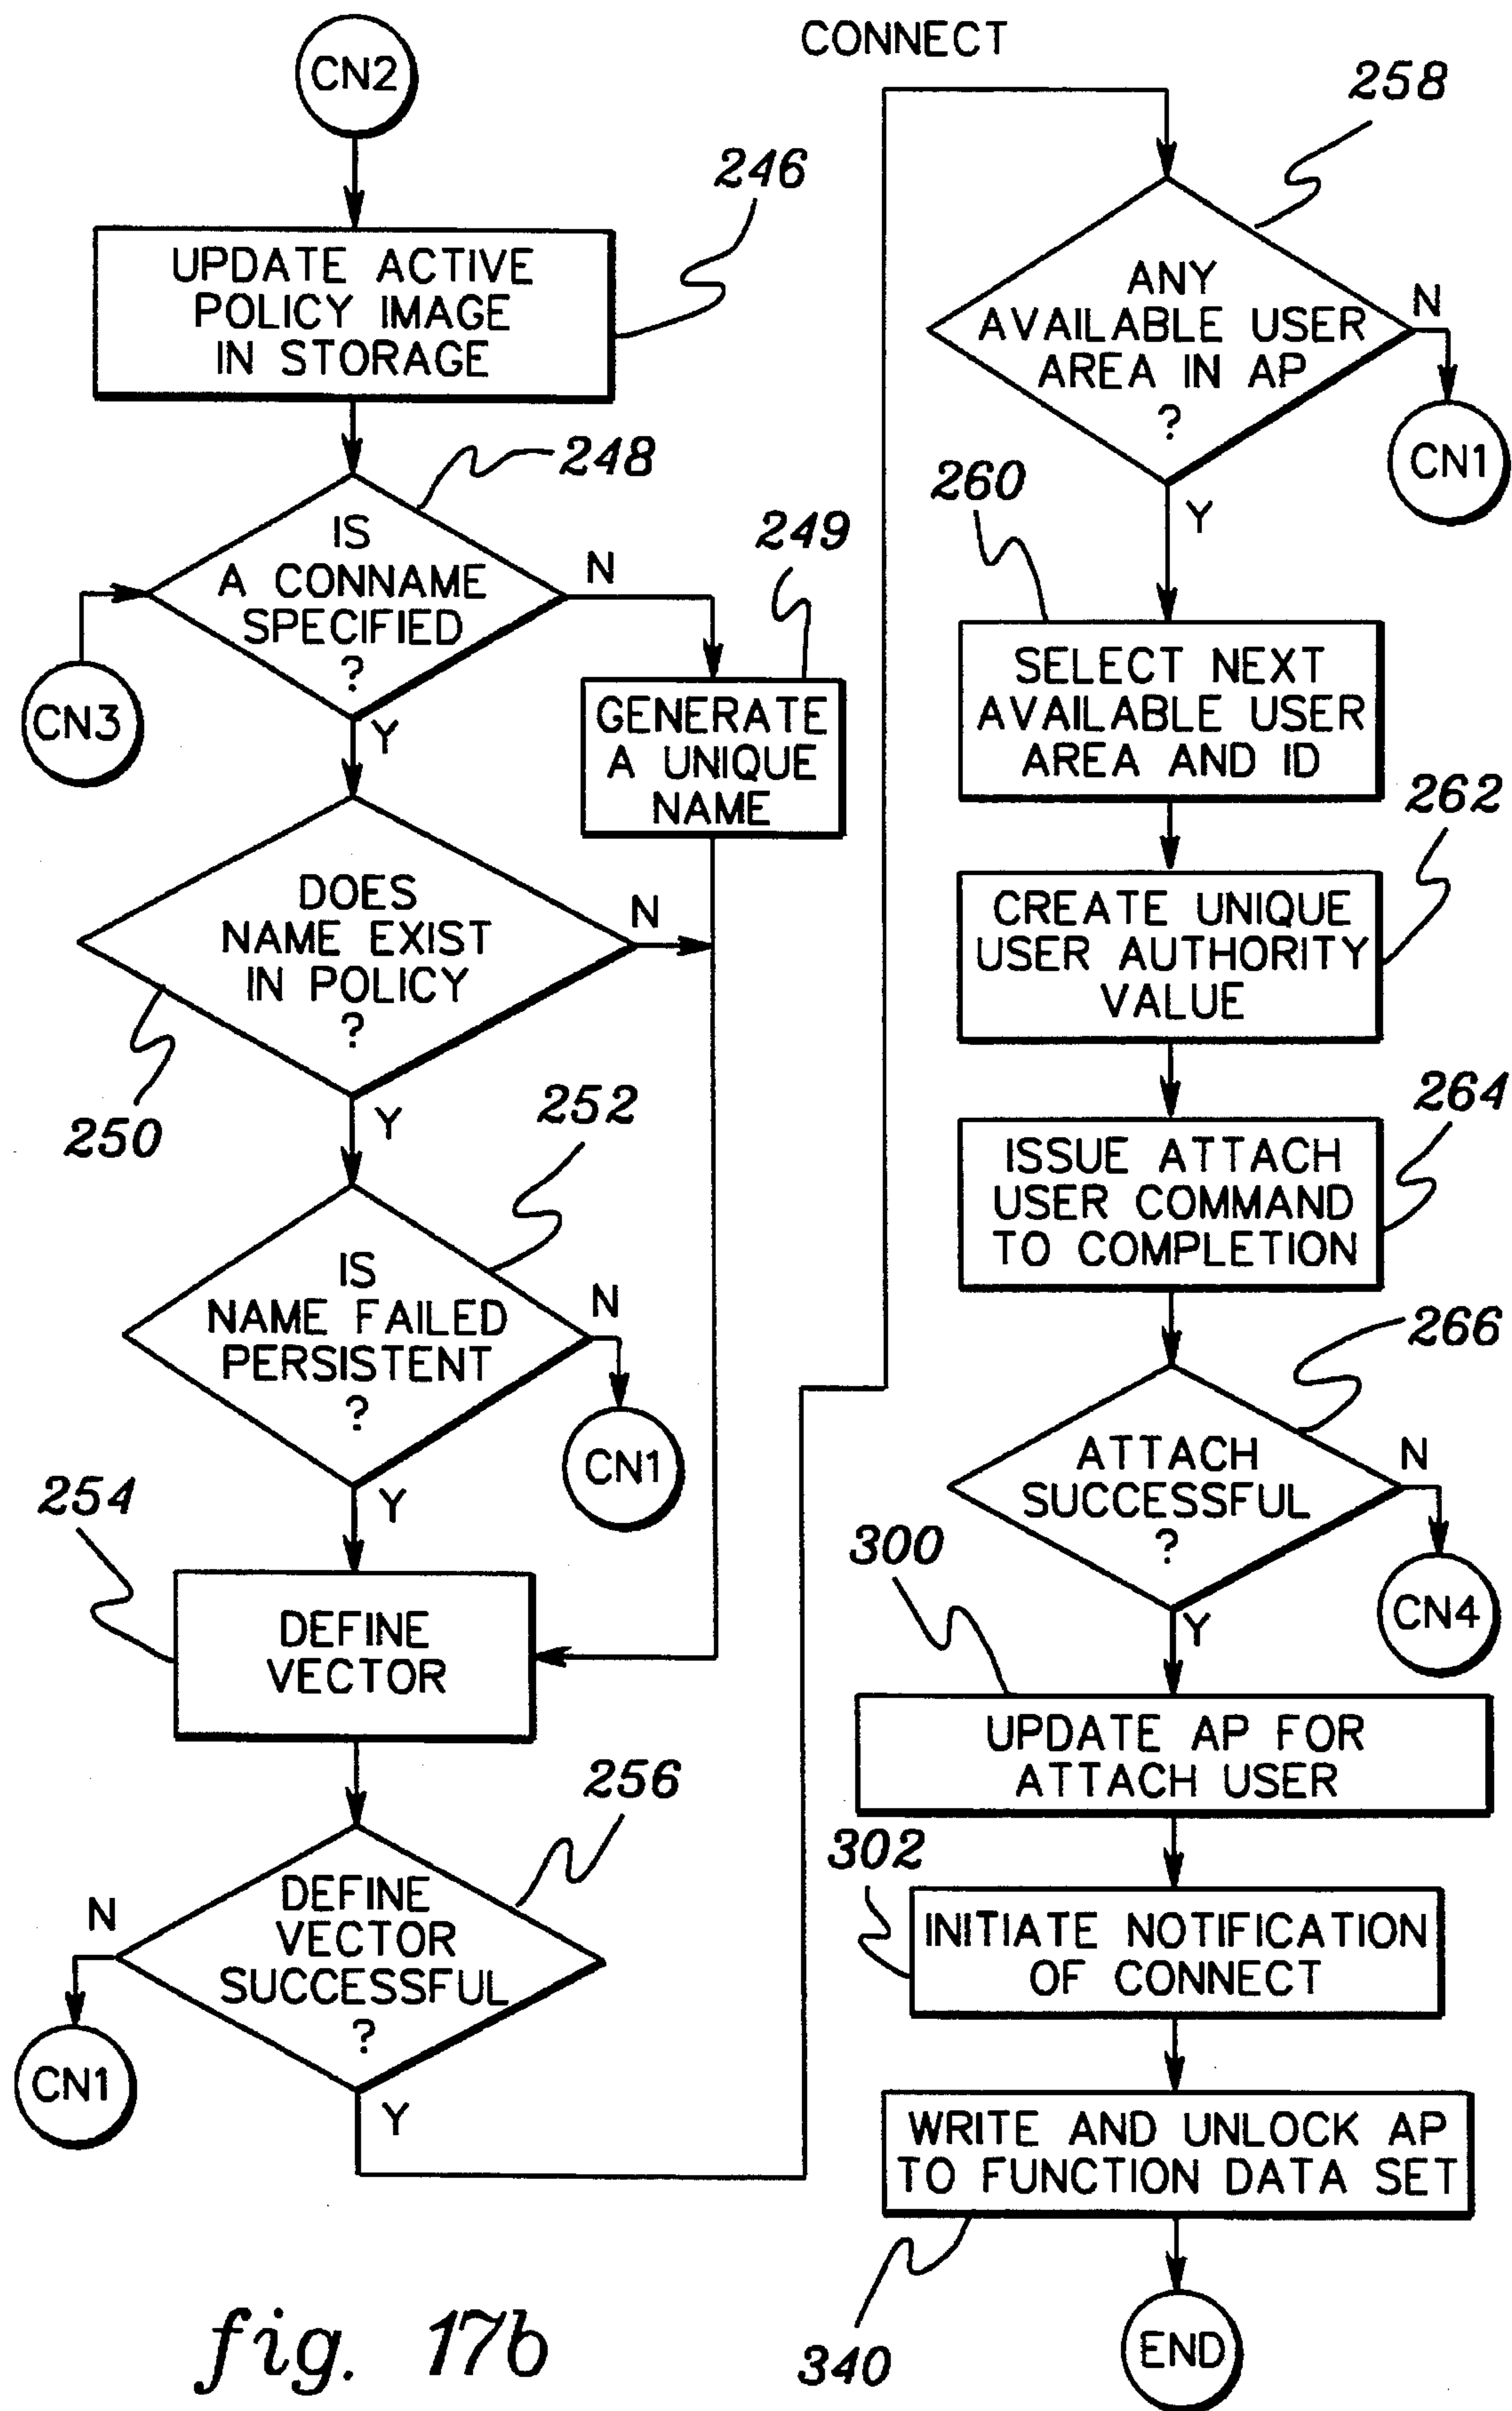 CONNECT
CN2
246
UPDATE ACTIVE
POLICY IMAGE
IN STORAGE
248
IS
A CONNAME
SPECIFIED
?
N
Y
CN3
249
GENERATE
A UNIQUE
NAME
DOES
NAME EXIST
IN POLICY
?
N
Y
250
252
IS
NAME FAILED
PERSISTENT
?
N
Y
CN1
254
DEFINE
VECTOR
256
DEFINE
VECTOR
SUCCESSFUL
?
N
Y
CN1
258
ANY
AVAILABLE USER
AREA IN AP
?
N
Y
CN1
260
SELECT NEXT
AVAILABLE USER
AREA AND ID
262
CREATE UNIQUE
USER AUTHORITY
VALUE
264
ISSUE ATTACH
USER COMMAND
TO COMPLETION
266
ATTACH
SUCCESSFUL
?
N
Y
CN4
300
UPDATE AP FOR
ATTACH USER
302
INITIATE NOTIFICATION
OF CONNECT
WRITE AND UNLOCK AP
TO FUNCTION DATA SET
340
END
fig. 17b